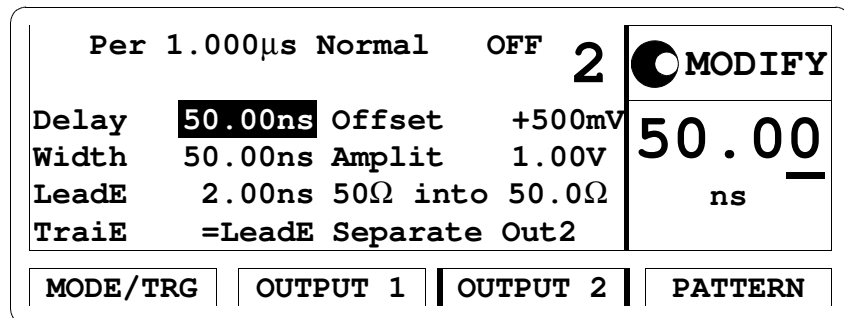 Per 1.000μs Normal OFF 2
MODIFY
Delay 50.00ns Offset +500mV
Width 50.00ns Amplit 1.00V
LeadE 2.00ns 50Ω into 50.0Ω
TraiE =LeadE Separate Out2
50.00
ns
MODE/TRG OUTPUT 1 OUTPUT 2 PATTERN